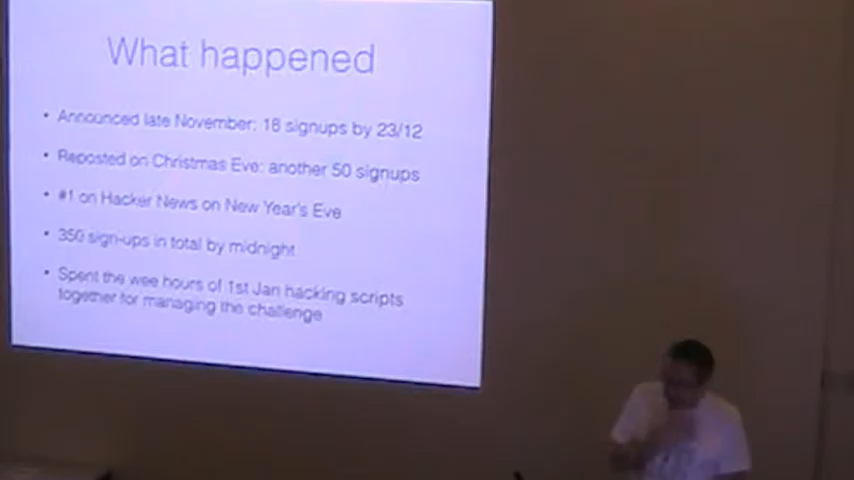 What happened
• Announced late November: 18 signups by 23/12
• Reposted on Christmas Eve: another 50 signups
• #1 on Hacker News on New Year's Eve
• 350 sign-ups in total by midnight
• Spent the wee hours of 1st Jan hacking scripts
together for managing the challenge